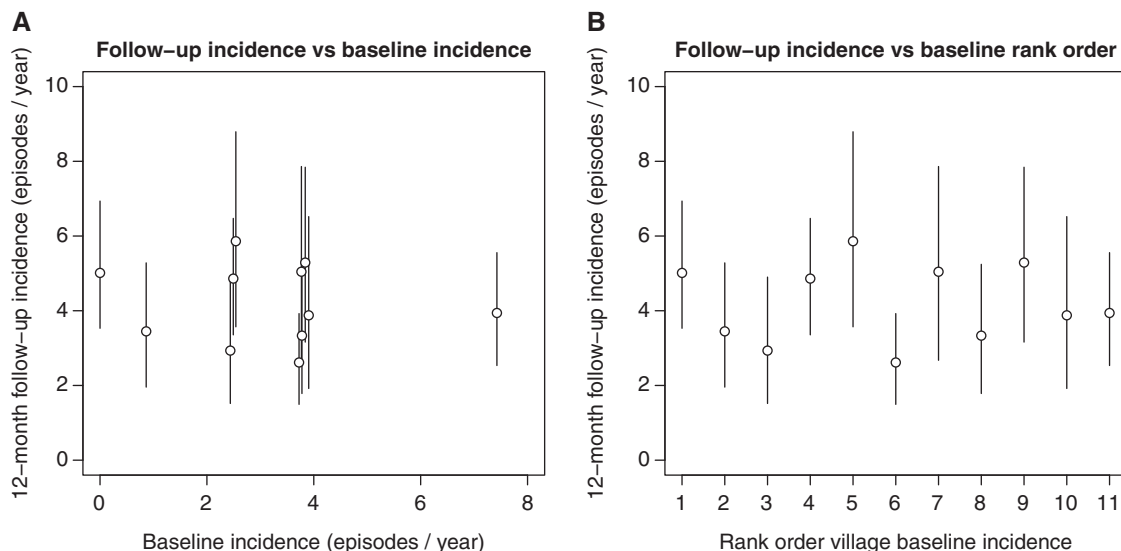 A
Follow−up incidence vs baseline incidence
12−month follow−up incidence (episodes / year)
10
8
6
4
2
0
0 2 4 6 8
Baseline incidence (episodes / year)
B
Follow−up incidence vs baseline rank order
12−month follow−up incidence (episodes / year)
10
8
6
4
2
0
1 2 3 4 5 6 7 8 9 10 11
Rank order village baseline incidence